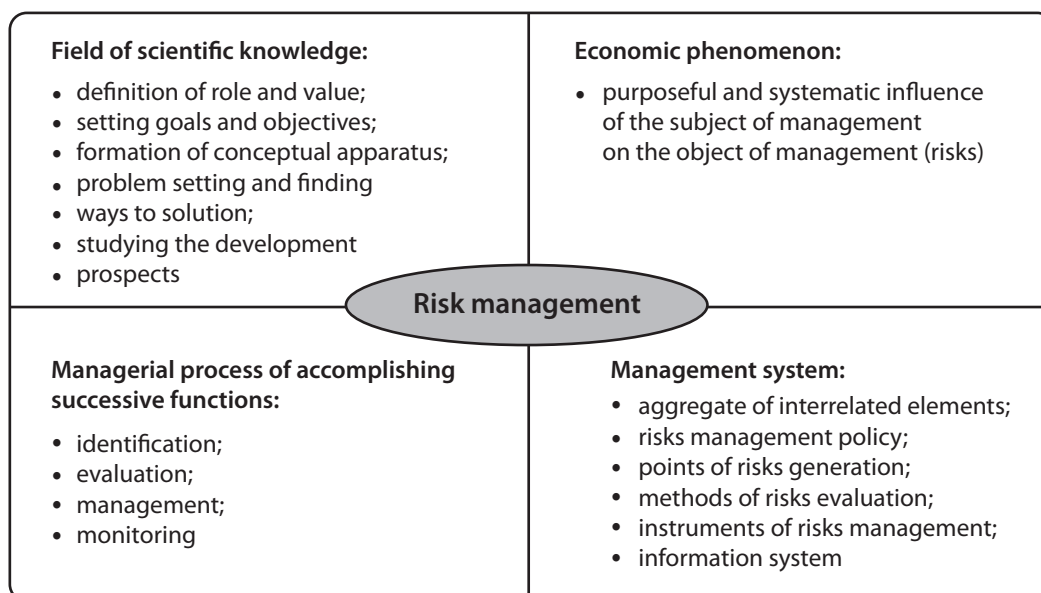 Field of scientific knowledge:
• definition of role and value;
• setting goals and objectives;
• formation of conceptual apparatus;
• problem setting and finding
• ways to solution;
• studying the development
• prospects
Economic phenomenon:
• purposeful and systematic influence
of the subject of management
on the object of management (risks)
Risk management
Managerial process of accomplishing
successive functions:
• identification;
• evaluation;
• management;
• monitoring
Management system:
• aggregate of interrelated elements;
• risks management policy;
• points of risks generation;
• methods of risks evaluation;
• instruments of risks management;
• information system